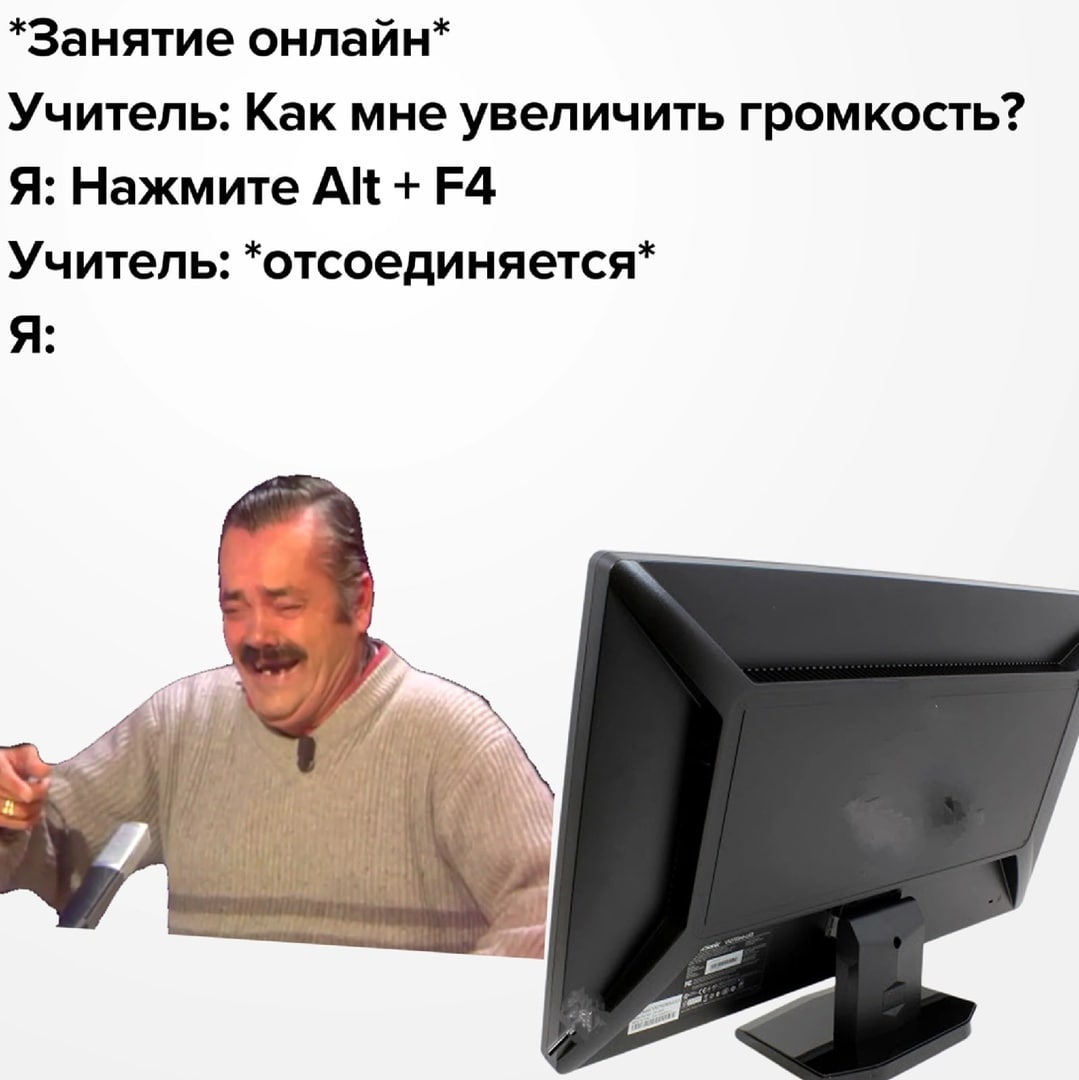 *Занятие онлайн*
Учитель: Как мне увеличить громкость?
Я: Нажмите Alt + F4
Учитель: *отсоединяется*
Я: